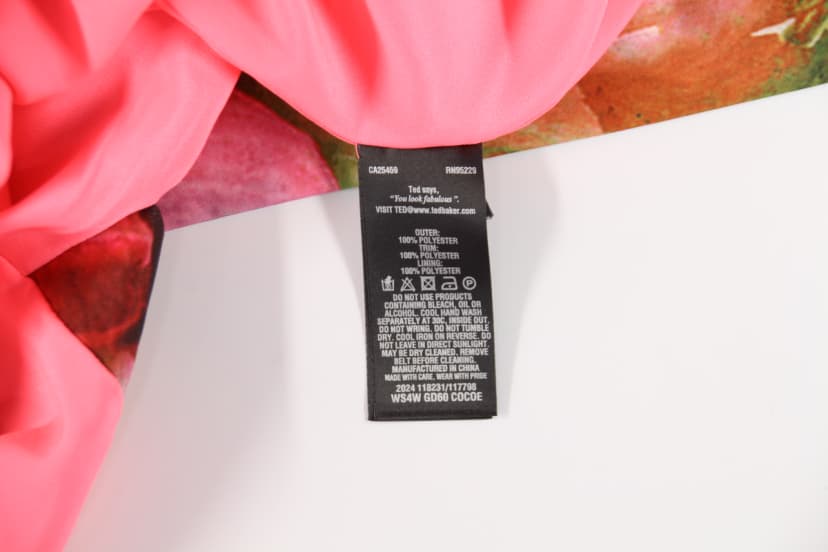 CA25459 RN95229
Ted says,
"You look fabulous".
VISIT TED@www.tedbaker.com
OUTER:
100% POLYESTER
TRIM:
100% POLYESTER
LINING:
100% POLYESTER
DO NOT USE PRODUCTS
CONTAINING BLEACH, OIL OR
ALCOHOL. COOL HAND WASH
SEPARATELY AT 30C, INSIDE OUT.
DO NOT WRING. DO NOT TUMBLE
DRY. COOL IRON ON REVERSE. DO
NOT LEAVE IN DIRECT SUNLIGHT.
MAY BE DRY CLEANED. REMOVE
BELT BEFORE CLEANING.
MANUFACTURED IN CHINA
MADE WITH CARE, WEAR WITH PRIDE
2024 118231/117798
WS4W GD60 COCOE